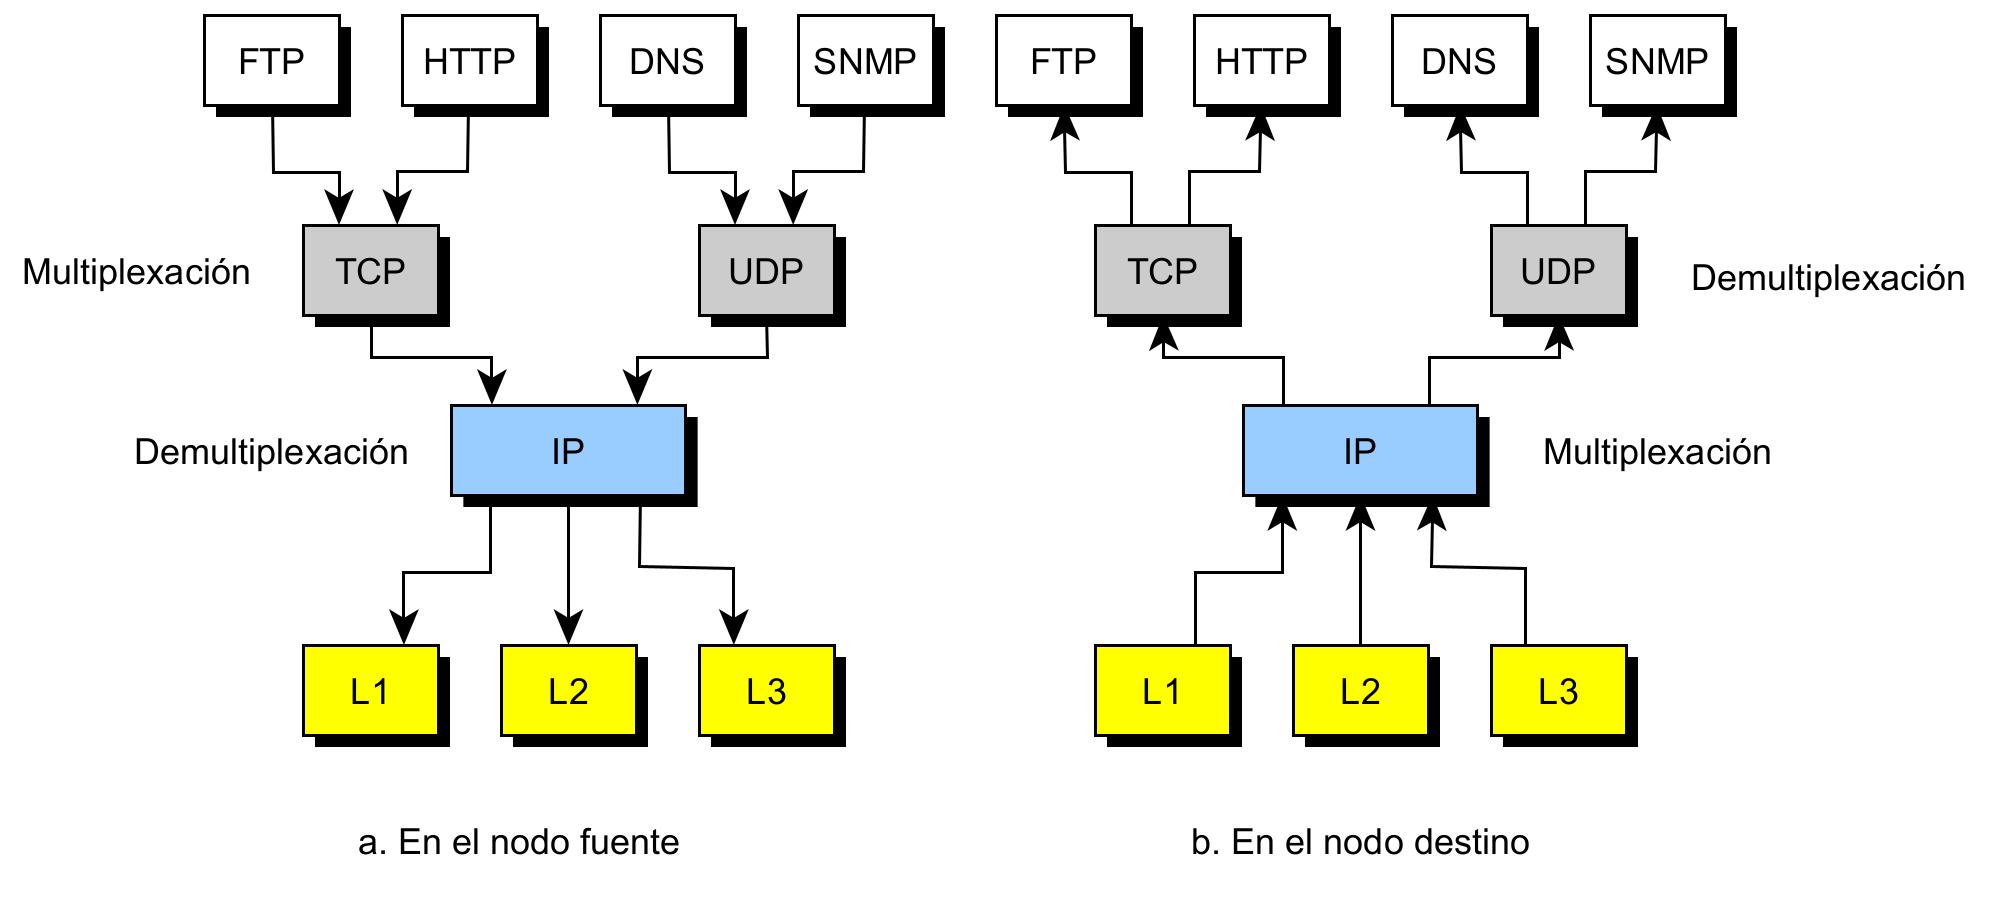 FTP HTTP DNS SNMP FTP HTTP DNS SNMP
Multiplexación TCP UDP TCP UDP Demultiplexación
Demultiplexación IP IP Multiplexación
L1 L2 L3 L1 L2 L3
a. En el nodo fuente b. En el nodo destino